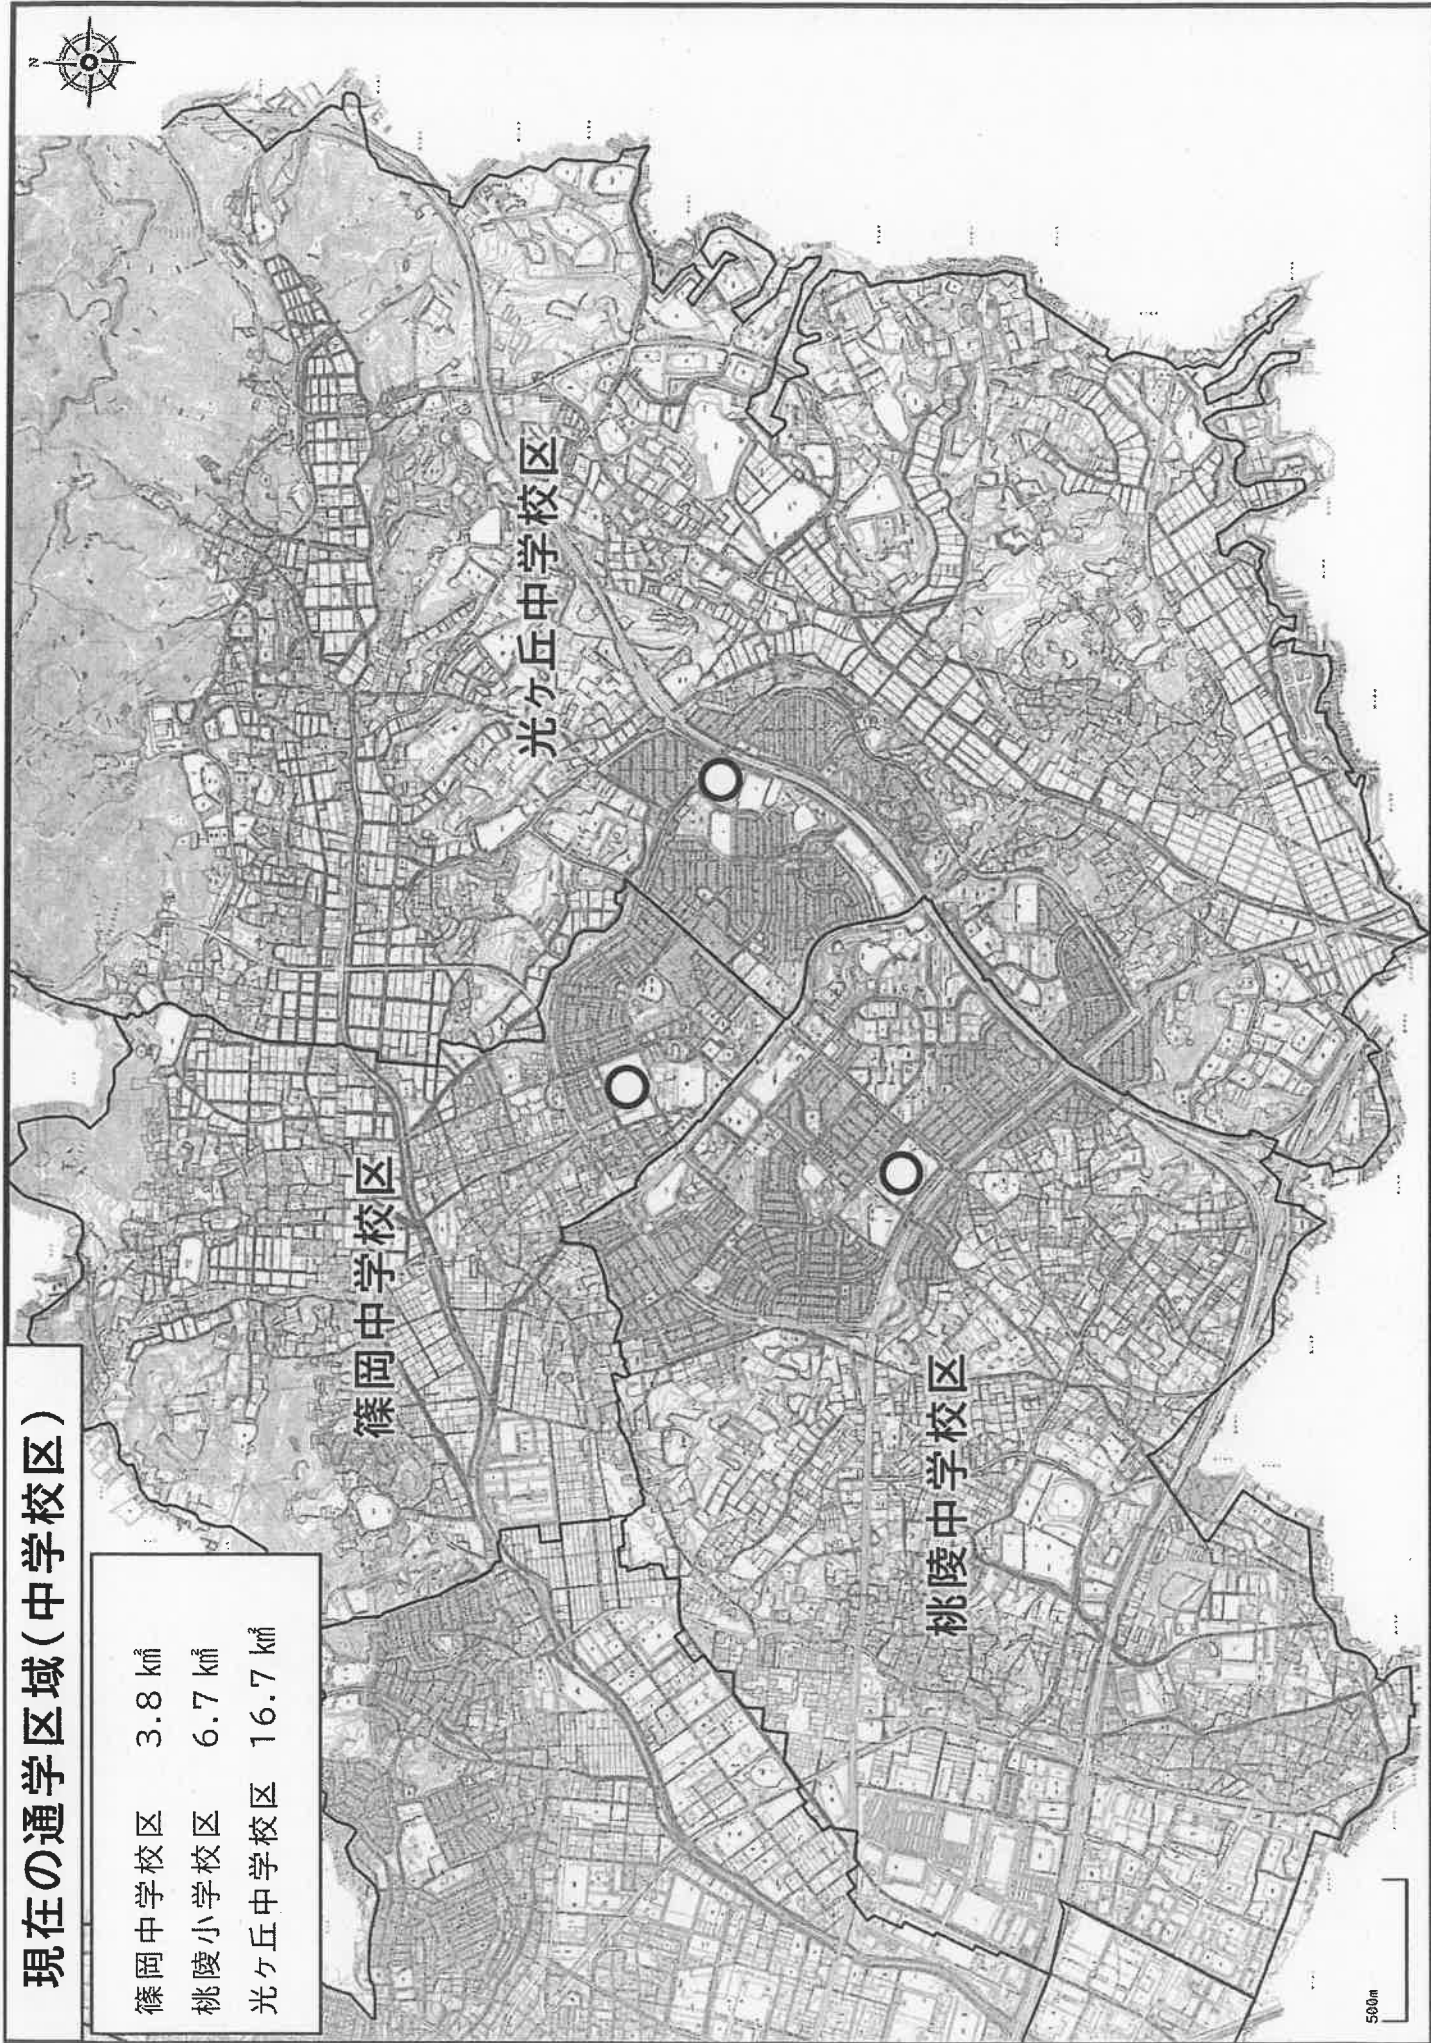 現在の通学区域(中学校区)
篠岡中学校区 3.8㎢
桃陵小学校区 6.7㎢
光ヶ丘中学校区 16.7㎢
N
篠岡中学校区
光ヶ丘中学校区
桃陵中学校区
500m